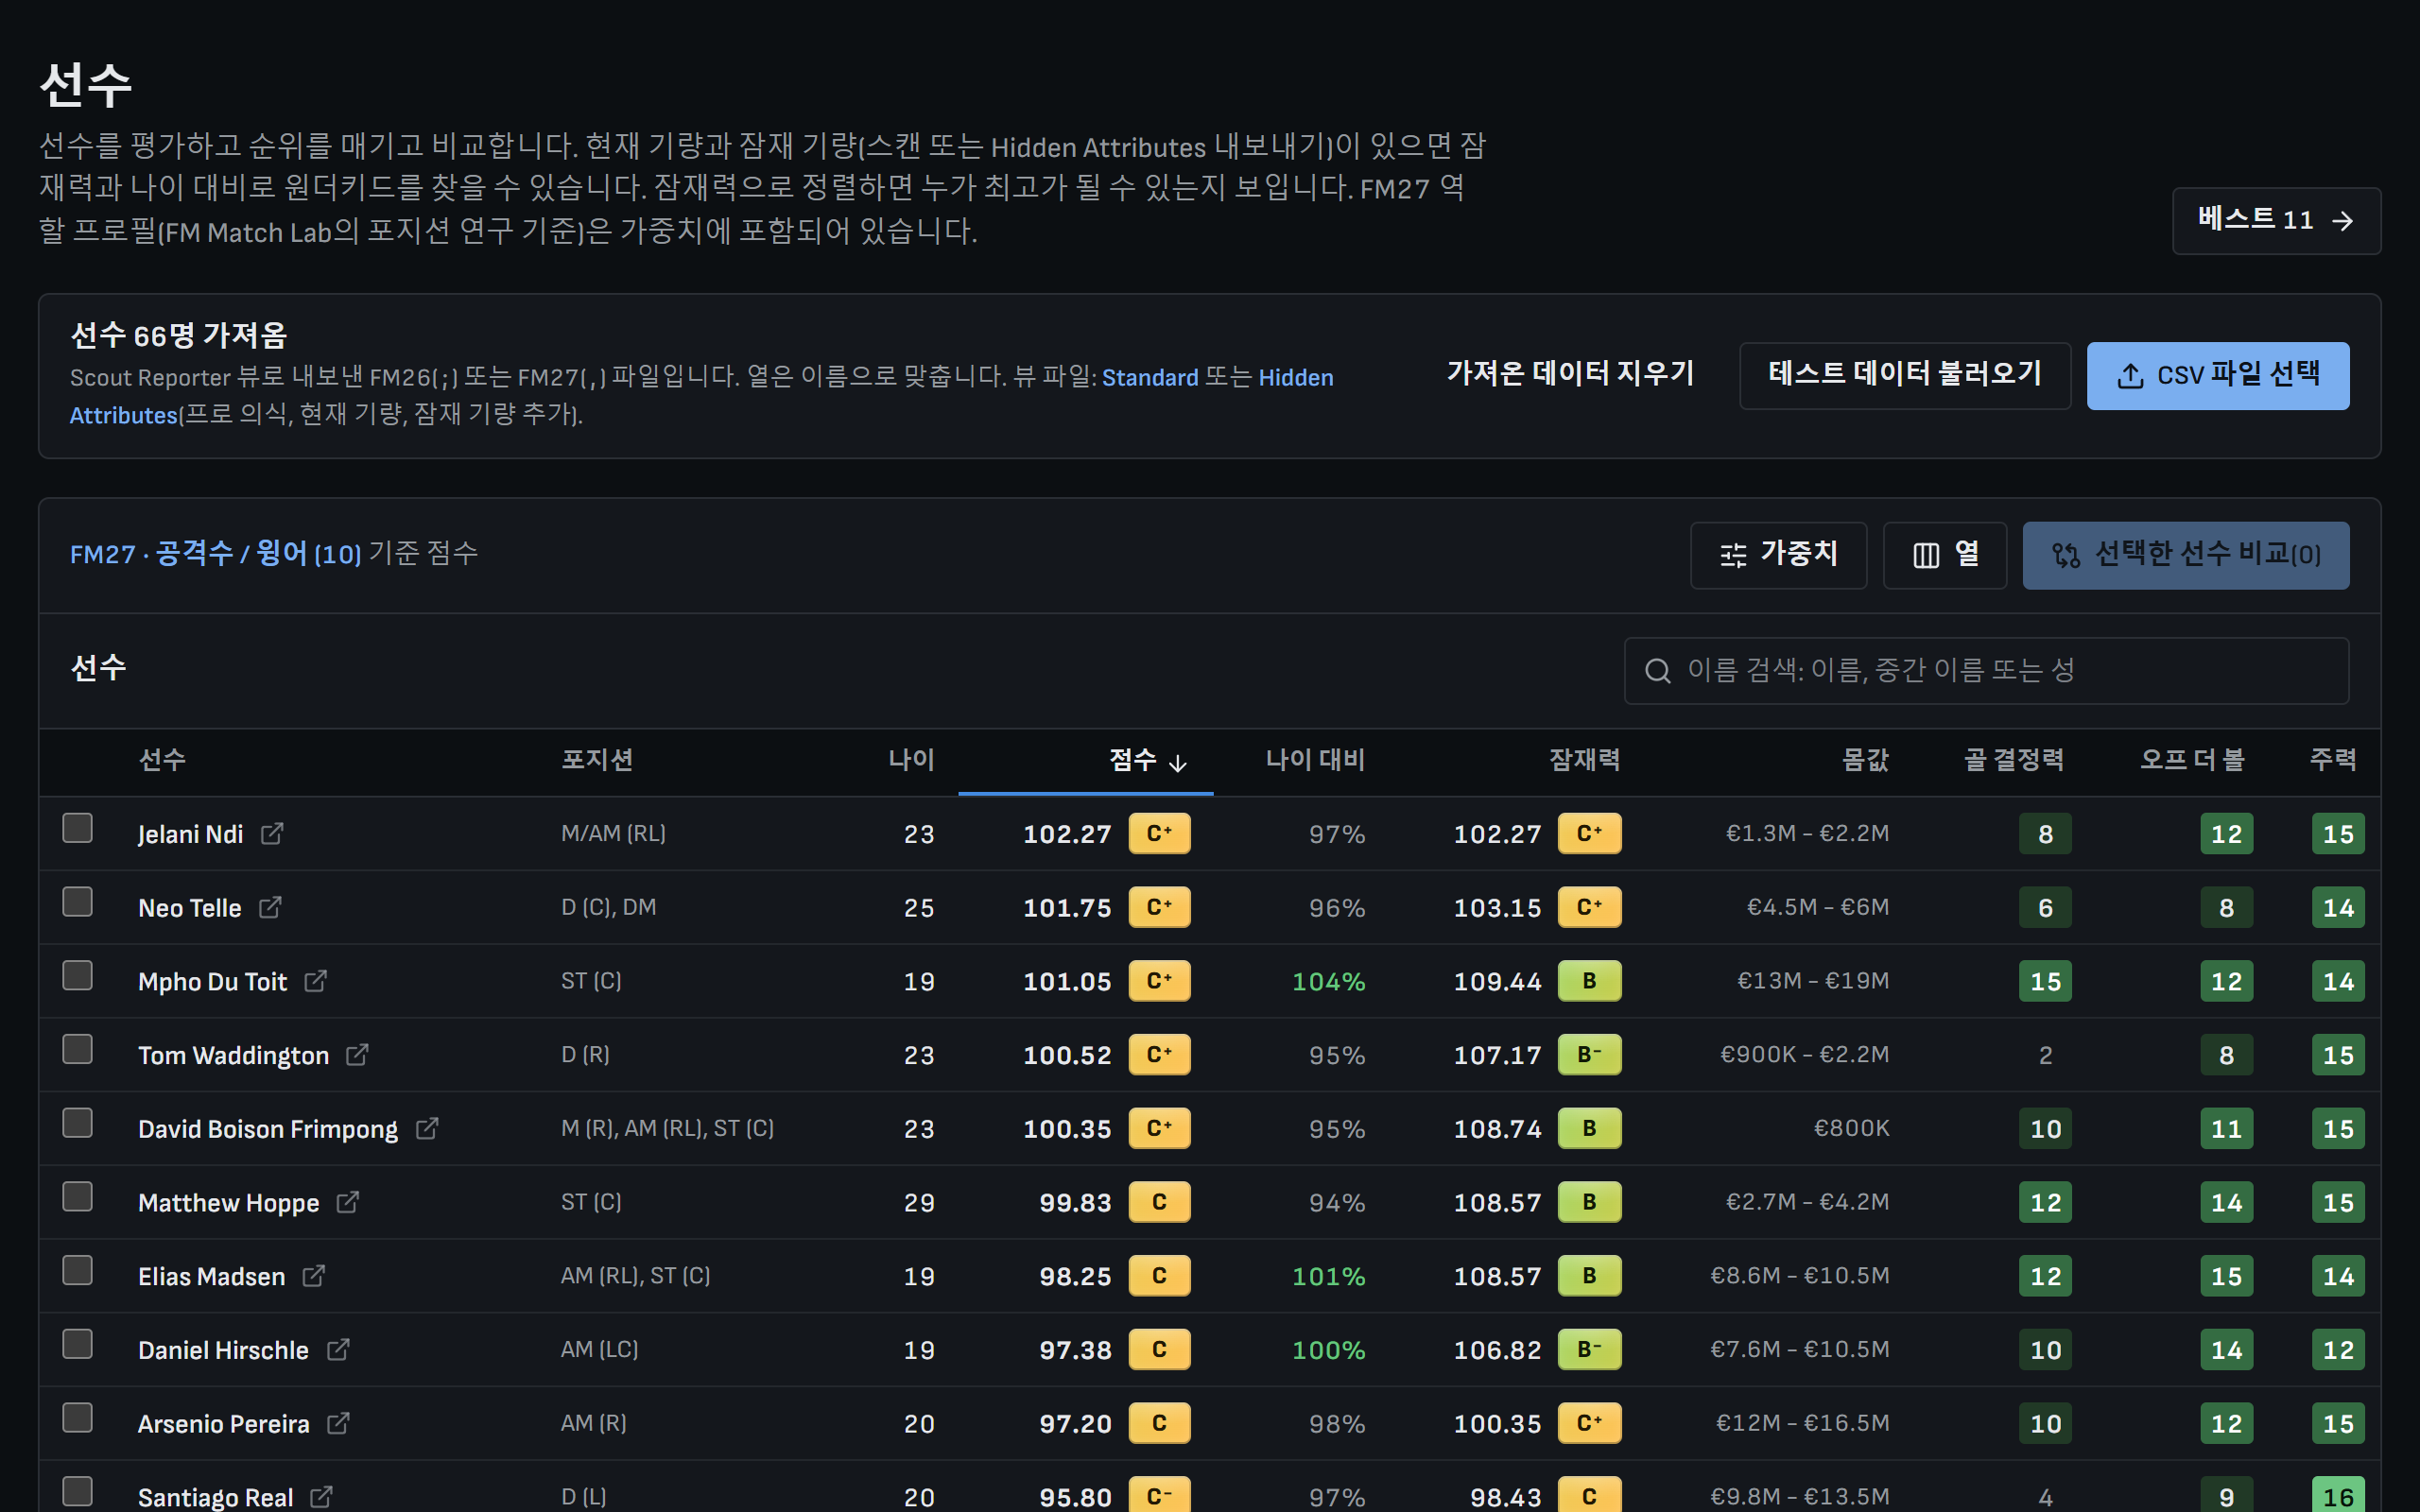 선수
선수를 평가하고 순위를 매기고 비교합니다. 현재 기량과 잠재 기량(스캔 또는 Hidden Attributes 내보내기)이 있으면 잠
재력과 나이 대비로 원더키드를 찾을 수 있습니다. 잠재력으로 정렬하면 누가 최고가 될 수 있는지 보입니다. FM27 역
할 프로필(FM Match Lab의 포지션 연구 기준)은 가중치에 포함되어 있습니다.
베스트 11
선수 66명 가져옴
Scout Reporter 뷰로 내보낸 FM26(;) 또는 FM27(,) 파일입니다. 열은 이름으로 맞춥니다. 뷰 파일: Standard 또는 Hidden
Attributes(프로 의식, 현재 기량, 잠재 기량 추가).
가져온 데이터 지우기 테스트 데이터 불러오기 CSV 파일 선택
FM27 · 공격수 / 윙어 (10) 기준 점수 가중치 열 선택한 선수 비교(0)
선수 이름 검색: 이름, 중간 이름 또는 성
선수 포지션 나이 점수 ↓ 나이 대비 잠재력 몸값 골 결정력 오프 더 볼 주력
Jelani Ndi M/AM (RL) 23 102.27 C+ 97% 102.27 C+ €1.3M – €2.2M 8 12 15
Neo Telle D (C), DM 25 101.75 C+ 96% 103.15 C+ €4.5M – €6M 6 8 14
Mpho Du Toit ST (C) 19 101.05 C+ 104% 109.44 B €13M – €19M 15 12 14
Tom Waddington D (R) 23 100.52 C+ 95% 107.17 B- €900K – €2.2M 2 8 15
David Boison Frimpong M (R), AM (RL), ST (C) 23 100.35 C+ 95% 108.74 B €800K 10 11 15
Matthew Hoppe ST (C) 29 99.83 C 94% 108.57 B €2.7M – €4.2M 12 14 15
Elias Madsen AM (RL), ST (C) 19 98.25 C 101% 108.57 B €8.6M – €10.5M 12 15 14
Daniel Hirschle AM (LC) 19 97.38 C 100% 106.82 B- €7.6M – €10.5M 10 14 12
Arsenio Pereira AM (R) 20 97.20 C 98% 100.35 C+ €12M – €16.5M 10 12 15
Santiago Real D (L) 20 95.80 C- 97% 98.43 C €9.8M – €13.5M 4 9 16